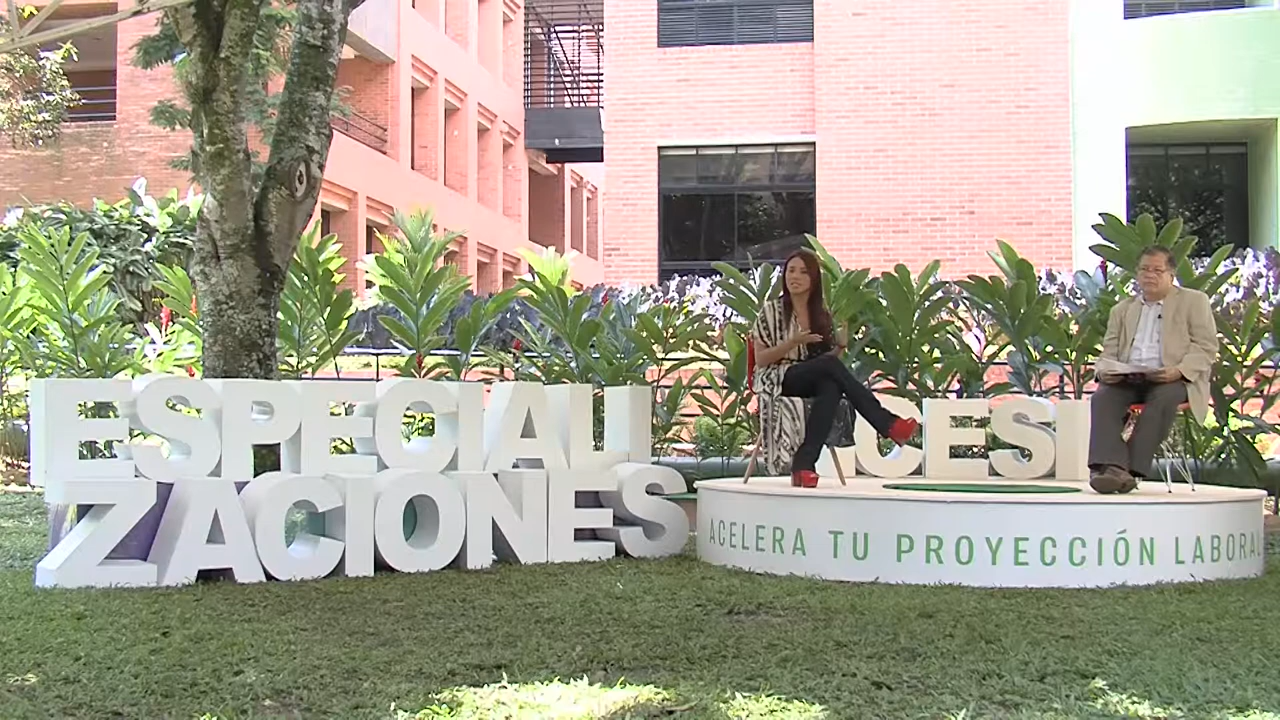 ESPECIALI
ZACIONES
ICESI
ACELERA TU PROYECCIÓN LABORAL